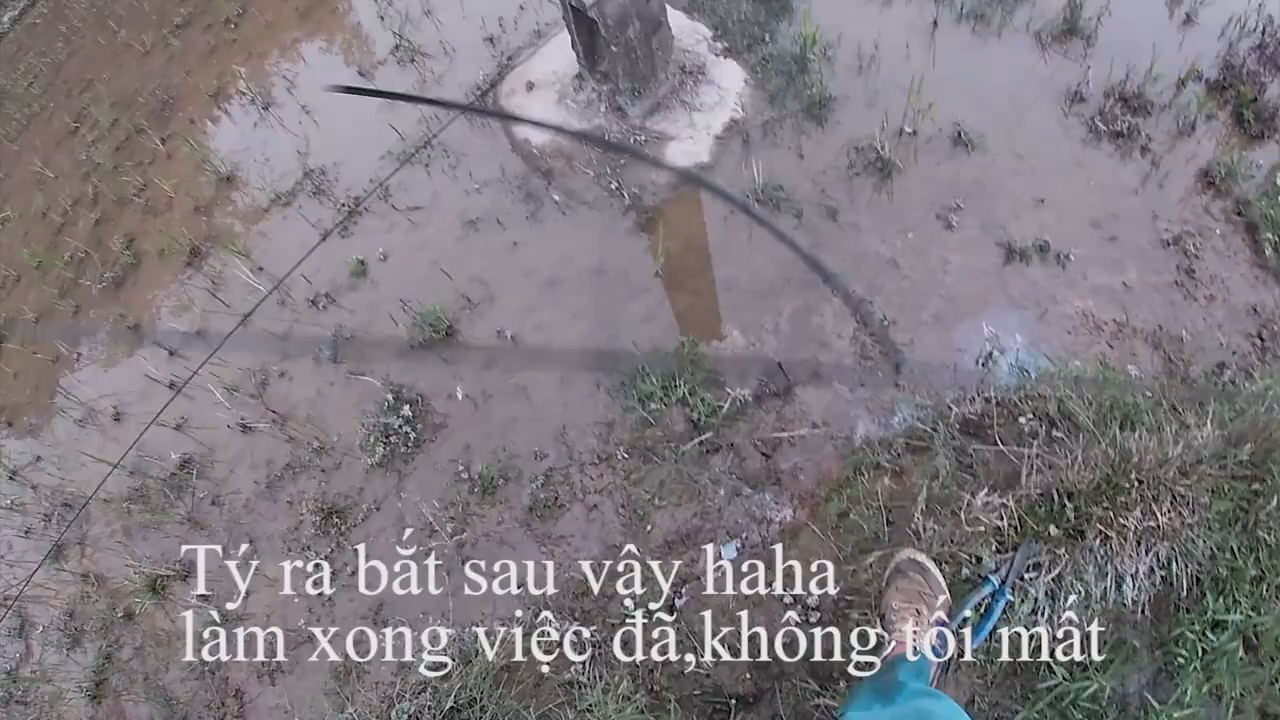 Tý ra bắt sau vậy haha
làm xong việc đã,không tối mất